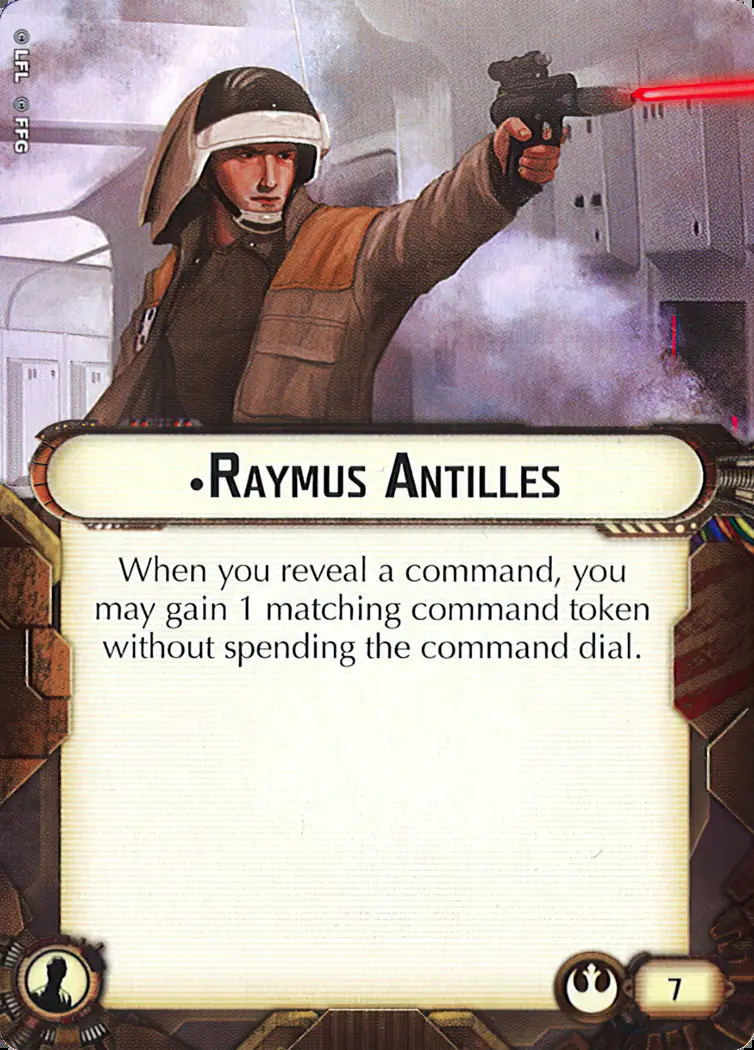 © LFL © FFG
•Raymus Antilles
When you reveal a command, you
may gain 1 matching command token
without spending the command dial.
7